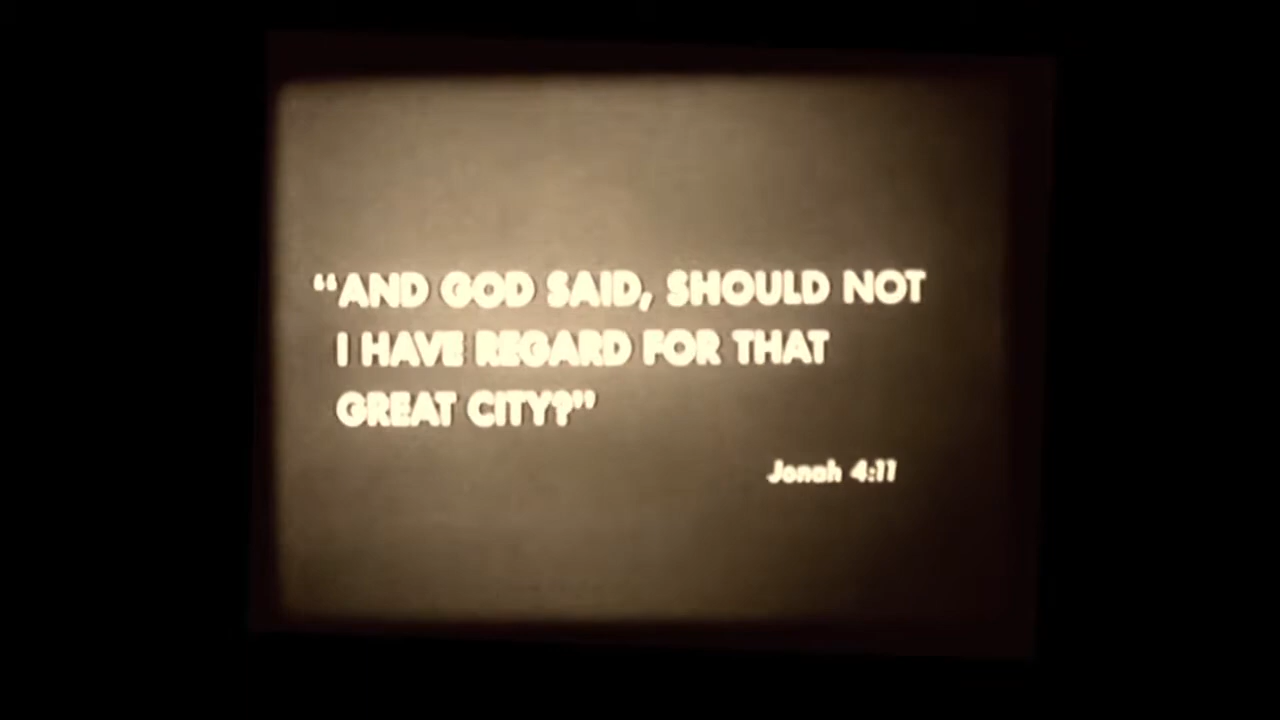 “AND GOD SAID, SHOULD NOT
I HAVE REGARD FOR THAT
GREAT CITY?”
Jonah 4:11